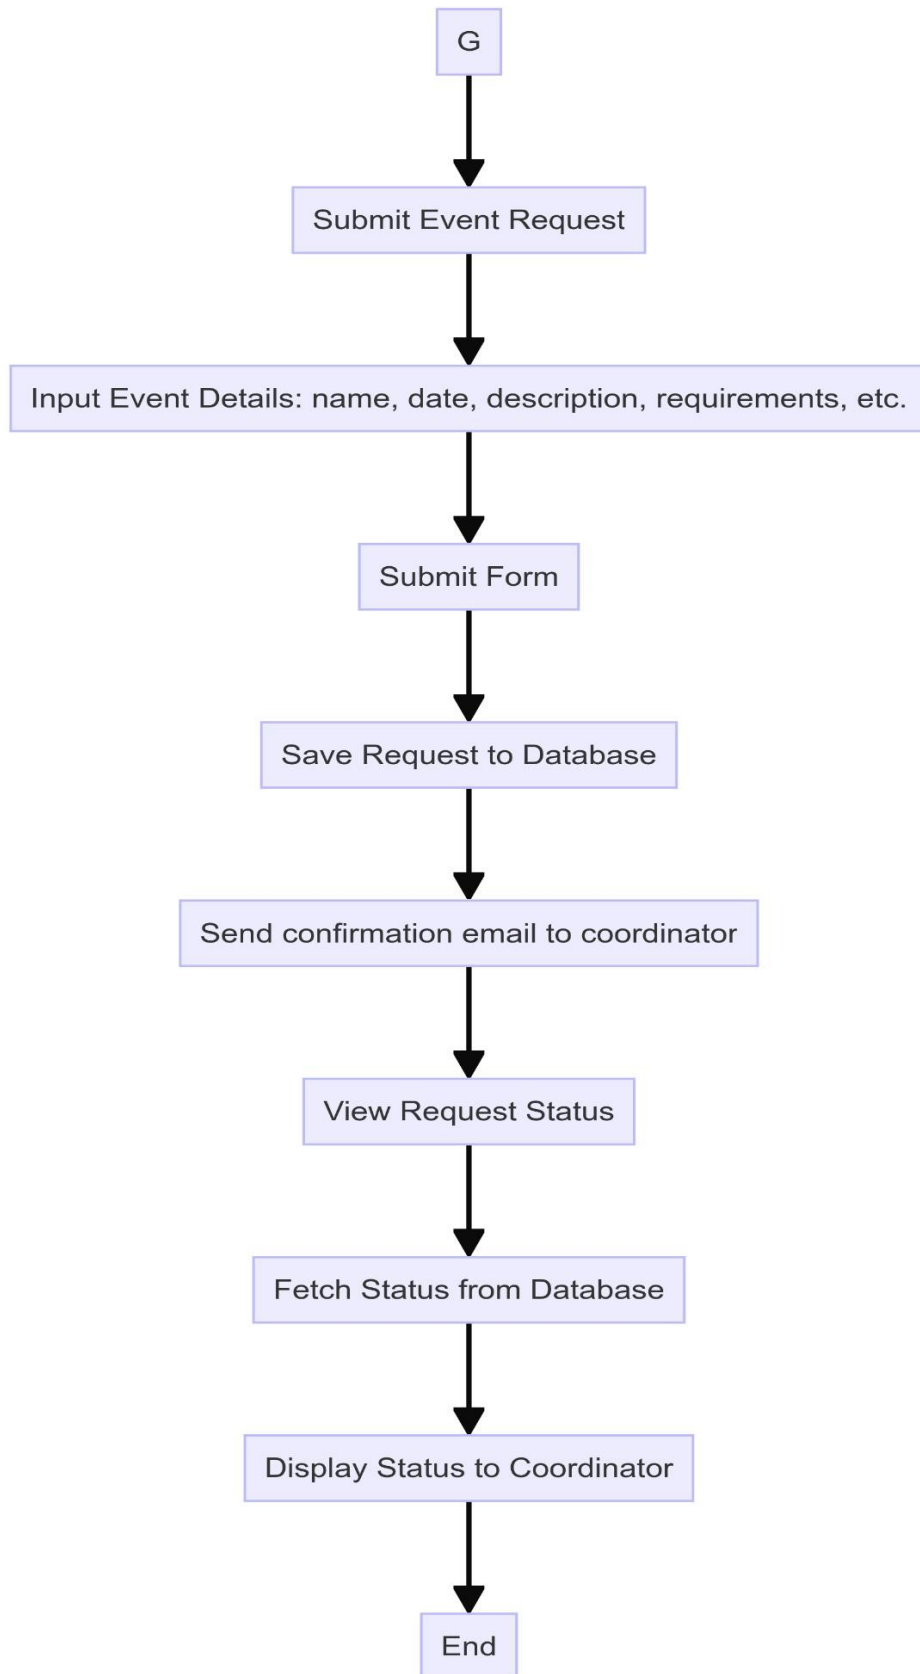 G
Submit Event Request
Input Event Details: name, date, description, requirements, etc.
Submit Form
Save Request to Database
Send confirmation email to coordinator
View Request Status
Fetch Status from Database
Display Status to Coordinator
End